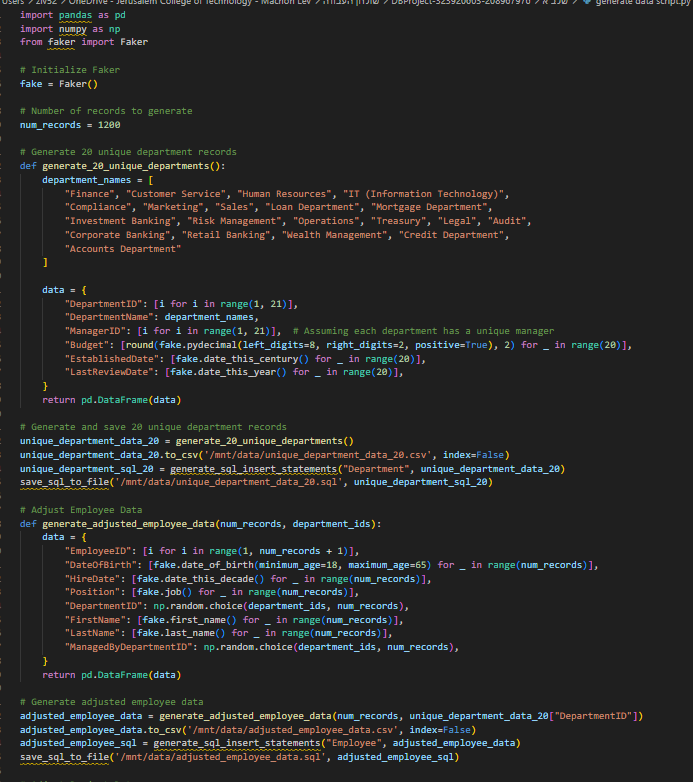 Users > ZIV52 > OneDrive - Jerusalem College of Technology - Machon Lev > > DBProject-323920005-208907970 > שלב א > generate data script.py
import pandas as pd
import numpy as np
from faker import Faker
# Initialize Faker
fake = Faker()
# Number of records to generate
num_records = 1200
# Generate 20 unique department records
def generate_20_unique_departments():
    department_names = [
        "Finance", "Customer Service", "Human Resources", "IT (Information Technology)",
        "Compliance", "Marketing", "Sales", "Loan Department", "Mortgage Department",
        "Investment Banking", "Risk Management", "Operations", "Treasury", "Legal", "Audit",
        "Corporate Banking", "Retail Banking", "Wealth Management", "Credit Department",
        "Accounts Department"
    ]
    data = {
        "DepartmentID": [i for i in range(1, 21)],
        "DepartmentName": department_names,
        "ManagerID": [i for i in range(1, 21)],  # Assuming each department has a unique manager
        "Budget": [round(fake.pydecimal(left_digits=8, right_digits=2, positive=True), 2) for _ in range(20)],
        "EstablishedDate": [fake.date_this_century() for _ in range(20)],
        "LastReviewDate": [fake.date_this_year() for _ in range(20)],
    }
    return pd.DataFrame(data)
# Generate and save 20 unique department records
unique_department_data_20 = generate_20_unique_departments()
unique_department_data_20.to_csv('/mnt/data/unique_department_data_20.csv', index=False)
unique_department_sql_20 = generate_sql_insert_statements("Department", unique_department_data_20)
save_sql_to_file('/mnt/data/unique_department_data_20.sql', unique_department_sql_20)
# Adjust Employee Data
def generate_adjusted_employee_data(num_records, department_ids):
    data = {
        "EmployeeID": [i for i in range(1, num_records + 1)],
        "DateOfBirth": [fake.date_of_birth(minimum_age=18, maximum_age=65) for _ in range(num_records)],
        "HireDate": [fake.date_this_decade() for _ in range(num_records)],
        "Position": [fake.job() for _ in range(num_records)],
        "DepartmentID": np.random.choice(department_ids, num_records),
        "FirstName": [fake.first_name() for _ in range(num_records)],
        "LastName": [fake.last_name() for _ in range(num_records)],
        "ManagedByDepartmentID": np.random.choice(department_ids, num_records),
    }
    return pd.DataFrame(data)
# Generate adjusted employee data
adjusted_employee_data = generate_adjusted_employee_data(num_records, unique_department_data_20["DepartmentID"])
adjusted_employee_data.to_csv('/mnt/data/adjusted_employee_data.csv', index=False)
adjusted_employee_sql = generate_sql_insert_statements("Employee", adjusted_employee_data)
save_sql_to_file('/mnt/data/adjusted_employee_data.sql', adjusted_employee_sql)